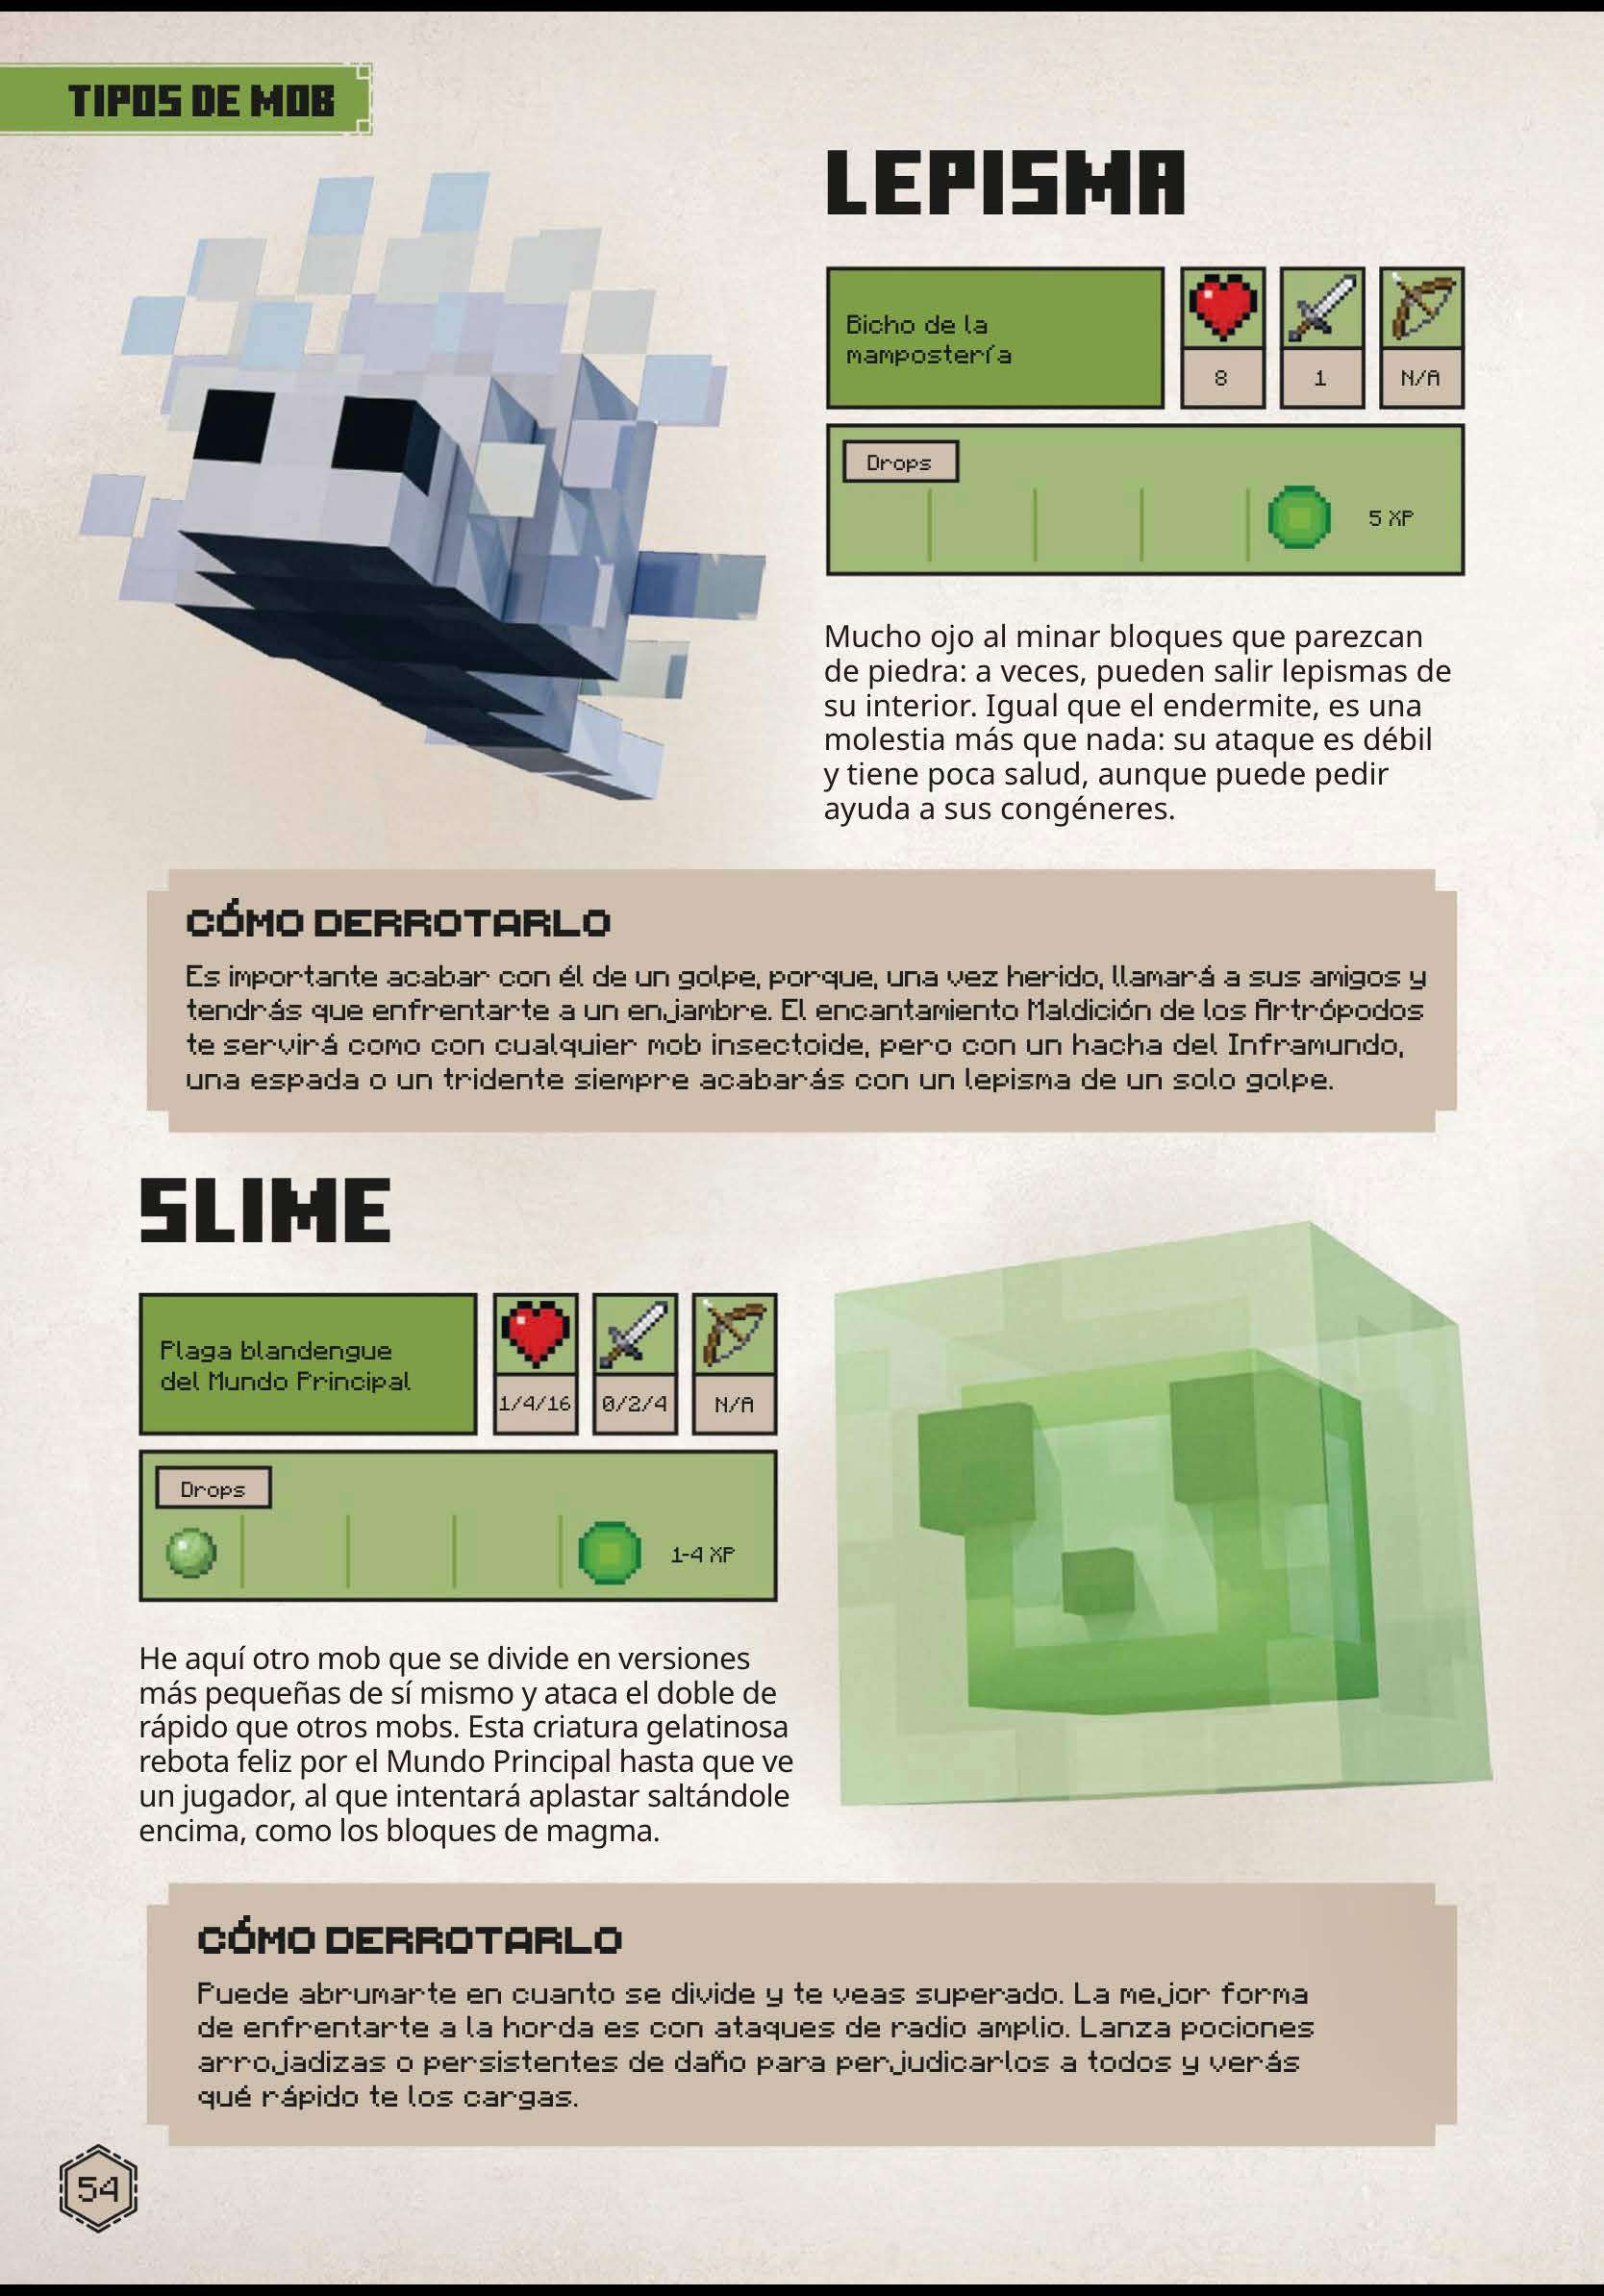 TIPOS DE MOB
LEPISMA
Bicho de la
mampostería
8
1
N/A
Drops
5 XP
Mucho ojo al minar bloques que parezcan
de piedra: a veces, pueden salir lepismas de
su interior. Igual que el endermite, es una
molestia más que nada: su ataque es débil
y tiene poca salud, aunque puede pedir
ayuda a sus congéneres.
CÓMO DERROTARLO
Es importante acabar con él de un golpe, porque, una vez herido, llamará a sus amigos y
tendrás que enfrentarte a un enjambre. El encantamiento Maldición de los Artrópodos
te servirá como con cualquier mob insectoide, pero con un hacha del Inframundo,
una espada o un tridente siempre acabarás con un lepisma de un solo golpe.
SLIME
Plaga blandengue
del Mundo Principal
1/4/16
0/2/4
N/A
Drops
1-4 XP
He aquí otro mob que se divide en versiones
más pequeñas de sí mismo y ataca el doble de
rápido que otros mobs. Esta criatura gelatinosa
rebota feliz por el Mundo Principal hasta que ve
un jugador, al que intentará aplastar saltándole
encima, como los bloques de magma.
CÓMO DERROTARLO
Puede abrumarte en cuanto se divide y te veas superado. La mejor forma
de enfrentarte a la horda es con ataques de radio amplio. Lanza pociones
arrojadizas o persistentes de daño para perjudicarlos a todos y verás
qué rápido te los cargas.
54